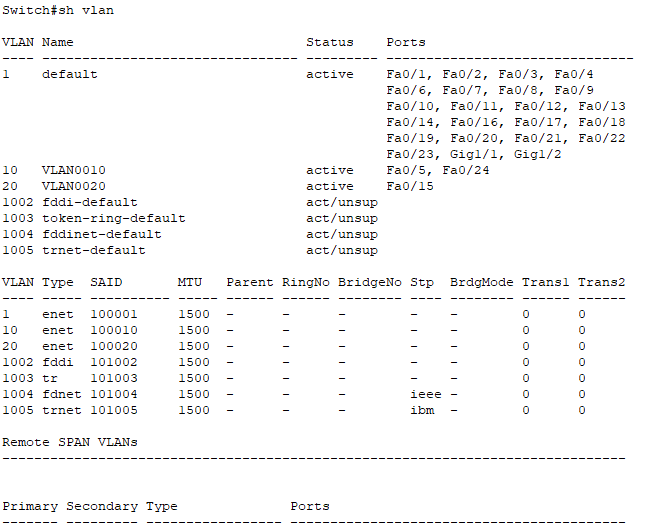 Switch#sh vlan
VLAN Name                             Status    Ports
---- -------------------------------- --------- -------------------------------
1    default                          active    Fa0/1, Fa0/2, Fa0/3, Fa0/4
                                                Fa0/6, Fa0/7, Fa0/8, Fa0/9
                                                Fa0/10, Fa0/11, Fa0/12, Fa0/13
                                                Fa0/14, Fa0/16, Fa0/17, Fa0/18
                                                Fa0/19, Fa0/20, Fa0/21, Fa0/22
                                                Fa0/23, Gig1/1, Gig1/2
10   VLAN0010                         active    Fa0/5, Fa0/24
20   VLAN0020                         active    Fa0/15
1002 fddi-default                     act/unsup
1003 token-ring-default               act/unsup
1004 fddinet-default                  act/unsup
1005 trnet-default                    act/unsup
VLAN Type  SAID       MTU   Parent RingNo BridgeNo Stp  BrdgMode Trans1 Trans2
---- ----- ---------- ----- ------ ------ -------- ---- -------- ------ ------
1    enet  100001     1500  -      -      -        -    -        0      0
10   enet  100010     1500  -      -      -        -    -        0      0
20   enet  100020     1500  -      -      -        -    -        0      0
1002 fddi  101002     1500  -      -      -        -    -        0      0
1003 tr    101003     1500  -      -      -        -    -        0      0
1004 fdnet 101004     1500  -      -      -        ieee -        0      0
1005 trnet 101005     1500  -      -      -        ibm  -        0      0
Remote SPAN VLANs
------------------------------------------------------------------------------
Primary Secondary Type              Ports
------- --------- ----------------- ------------------------------------------